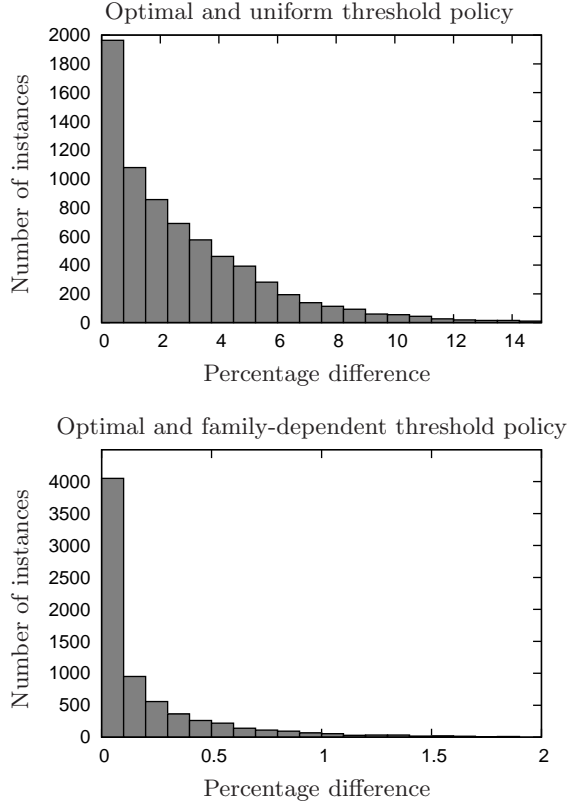 Optimal and uniform threshold policy
2000
1800
1600
1400
1200
1000
800
600
400
200
0
Number of instances
0 2 4 6 8 10 12 14
Percentage difference
Optimal and family-dependent threshold policy
4000
3500
3000
2500
2000
1500
1000
500
0
Number of instances
0 0.5 1 1.5 2
Percentage difference